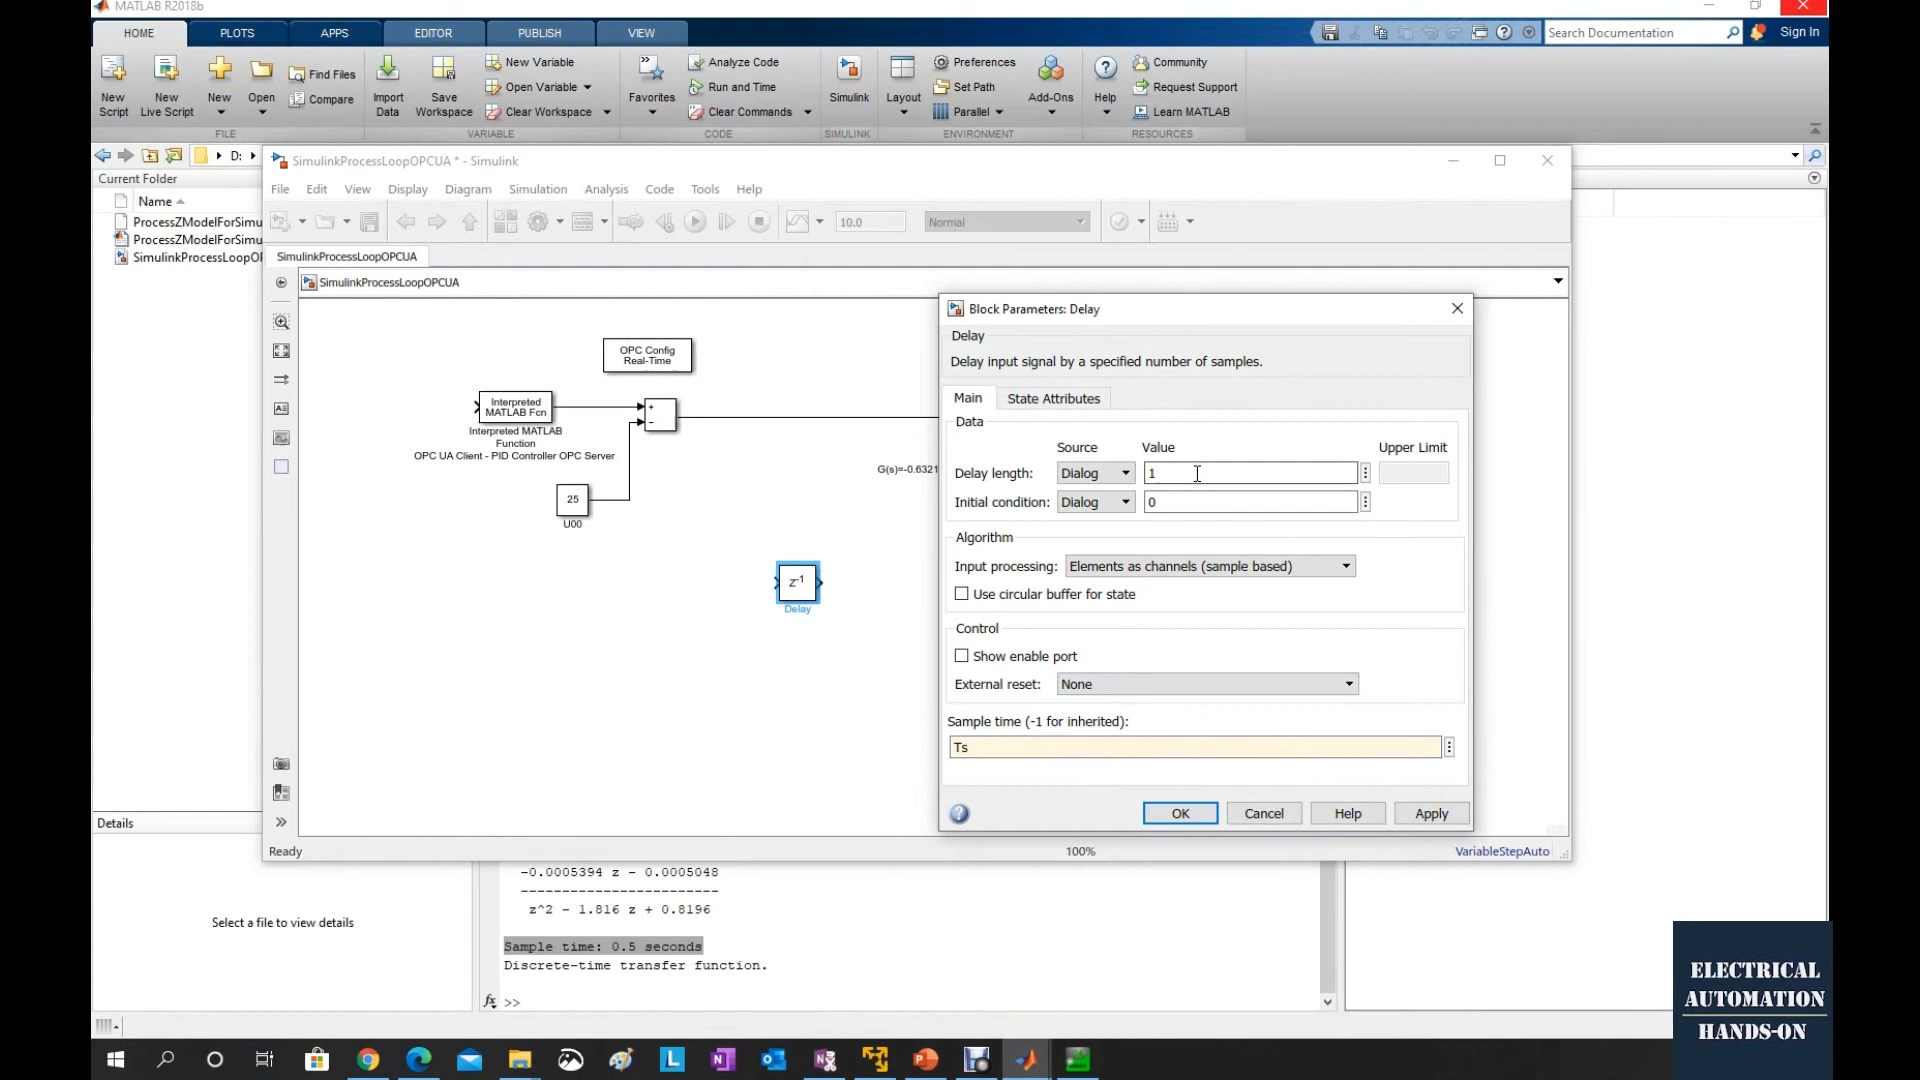 MATLAB R2018b
HOME PLOTS APPS EDITOR PUBLISH VIEW
Search Documentation Sign In
New Script
New Live Script
New
Open
Find Files
Compare
FILE
Import Data
Save Workspace
New Variable
Open Variable
Clear Workspace
VARIABLE
Favorites
Analyze Code
Run and Time
Clear Commands
CODE
Simulink
SIMULINK
Layout
Preferences
Set Path
Parallel
Add-Ons
ENVIRONMENT
Help
Community
Request Support
Learn MATLAB
RESOURCES
D:
Current Folder
Name
ProcessZModelForSimu
ProcessZModelForSimu
SimulinkProcessLoopOP
Details
Select a file to view details
SimulinkProcessLoopOPCUA * - Simulink
File Edit View Display Diagram Simulation Analysis Code Tools Help
10.0 Normal
SimulinkProcessLoopOPCUA
SimulinkProcessLoopOPCUA
OPC Config
Real-Time
Interpreted
MATLAB Fcn
Interpreted MATLAB
Function
OPC UA Client - PID Controller OPC Server
+
−
25
U00
G(s)=-0.6321
z-1
Delay
Ready 100% VariableStepAuto
Block Parameters: Delay
Delay
Delay input signal by a specified number of samples.
Main State Attributes
Data
Source Value Upper Limit
Delay length: Dialog 1
Initial condition: Dialog 0
Algorithm
Input processing: Elements as channels (sample based)
Use circular buffer for state
Control
Show enable port
External reset: None
Sample time (-1 for inherited):
Ts
OK Cancel Help Apply
-0.0005394 z - 0.0005048
------------------------
z^2 - 1.816 z + 0.8196
Sample time: 0.5 seconds
Discrete-time transfer function.
fx >>
ELECTRICAL
AUTOMATION
HANDS-ON